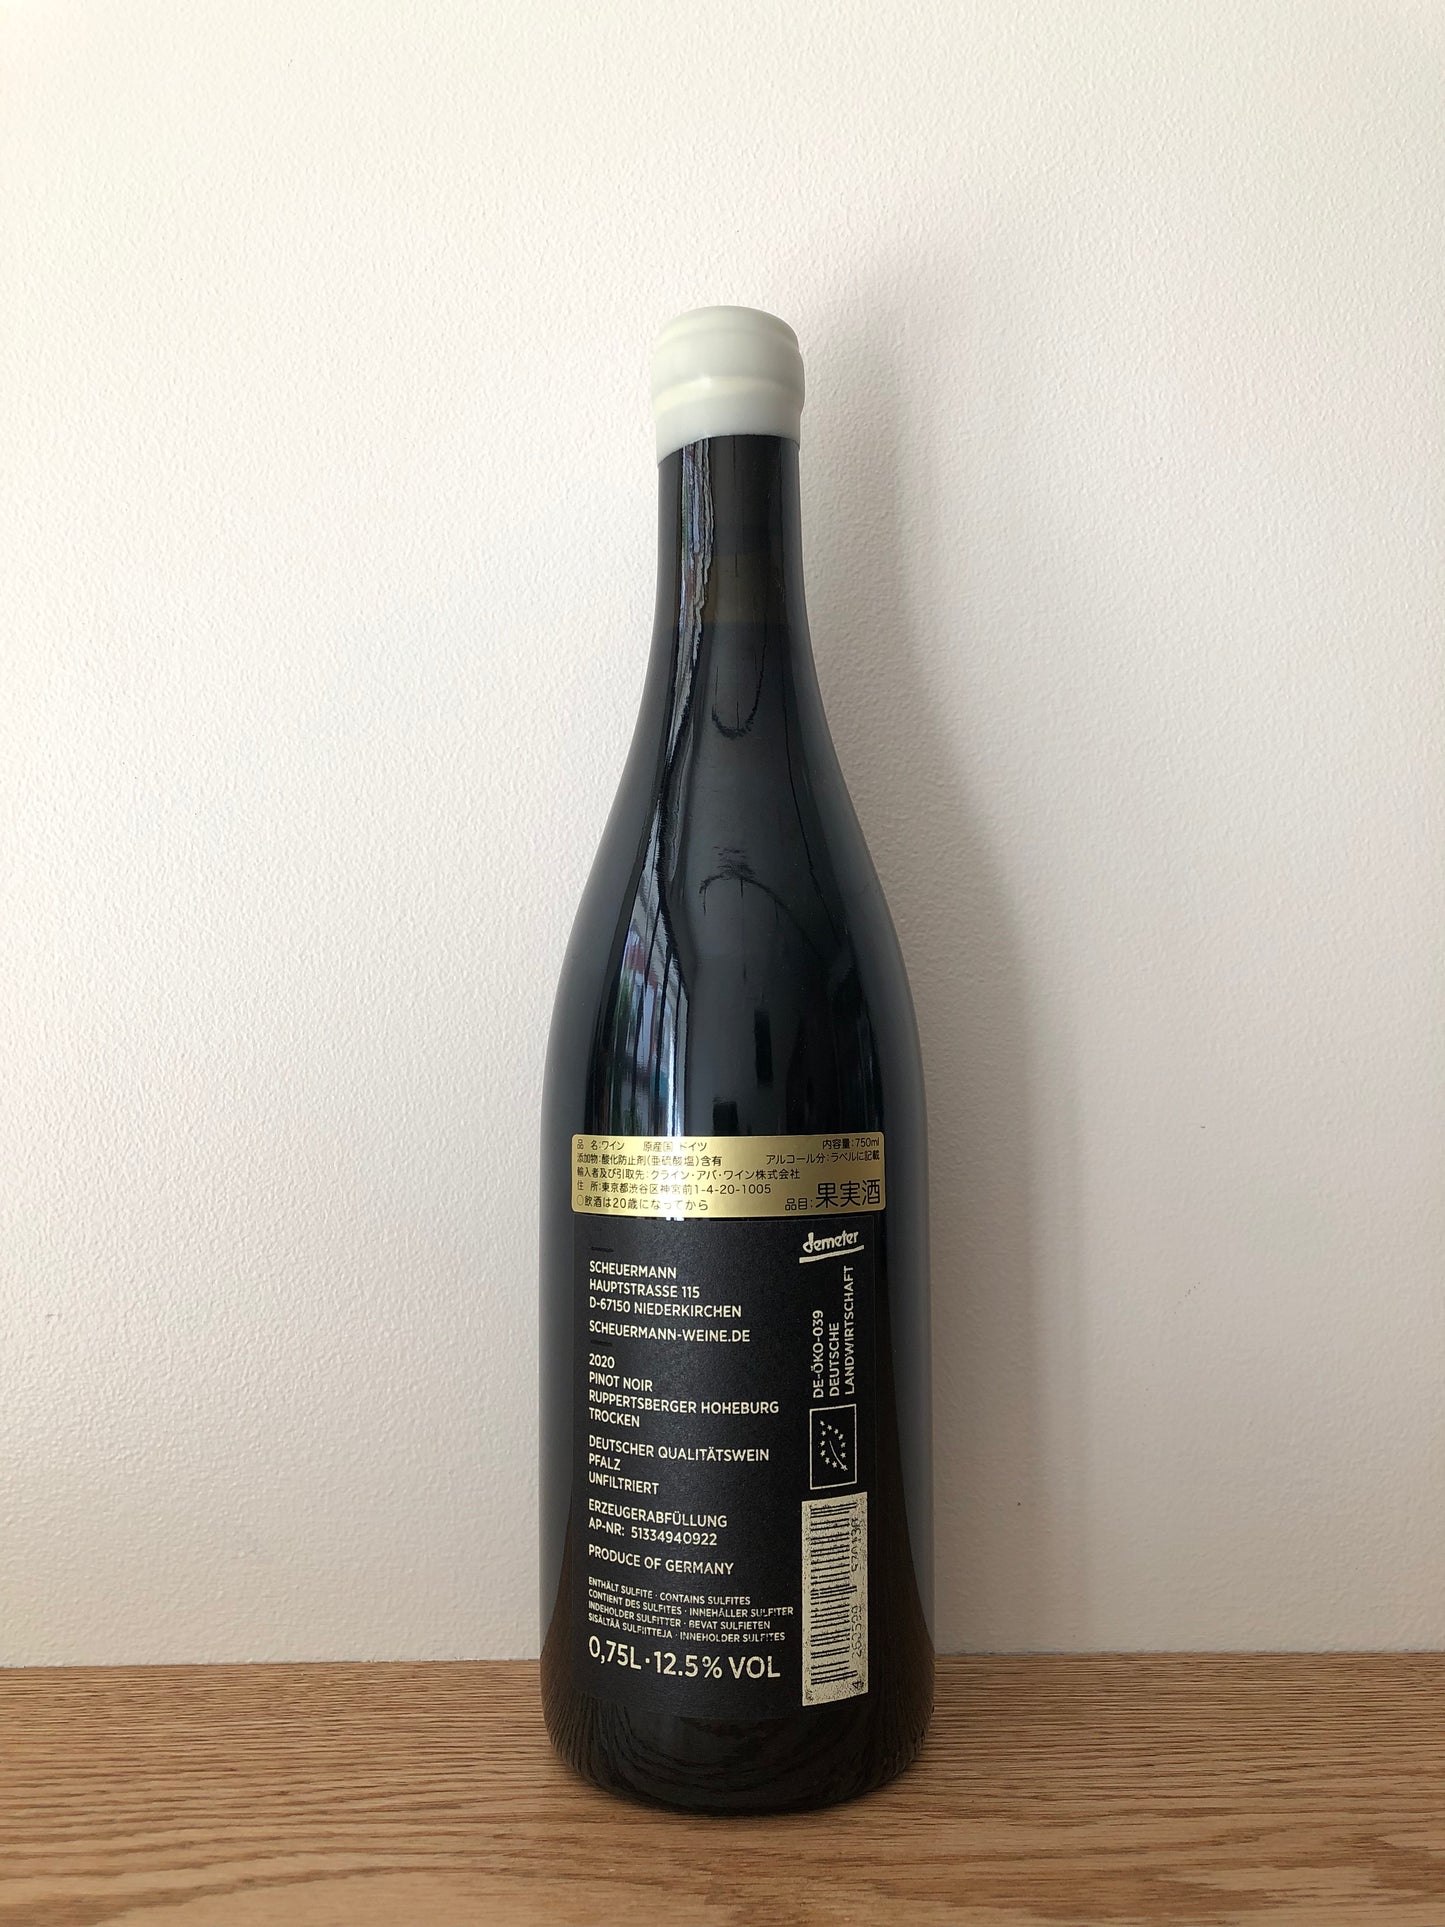 品 名:ワイン 原産国 ドイツ 内容量:750ml
添加物:酸化防止剤(亜硫酸塩)含有 アルコール分:ラベルに記載
輸入者及び引取先:クライン・アバ・ワイン株式会社
住 所:東京都渋谷区神宮前1-4-20-1005
○飲酒は20歳になってから 品目:果実酒
demeter
SCHEUERMANN
HAUPTSTRASSE 115
D-67150 NIEDERKIRCHEN
SCHEUERMANN-WEINE.DE
2020
PINOT NOIR
RUPPERTSBERGER HOHEBURG
TROCKEN
DEUTSCHER QUALITÄTSWEIN
PFALZ
UNFILTRIERT
ERZEUGERABFÜLLUNG
AP-NR: 51334940922
PRODUCE OF GERMANY
ENTHÄLT SULFITE · CONTAINS SULFITES
CONTIENT DES SULFITES · INNEHÅLLER SULFITER
INDEHOLDER SULFITTER · BEVAT SULFIETEN
SISÄLTÄÄ SULFIITTEJA · INNEHOLDER SULFITES
0,75L · 12.5% VOL
DE-ÖKO-039
DEUTSCHE
LANDWIRTSCHAFT